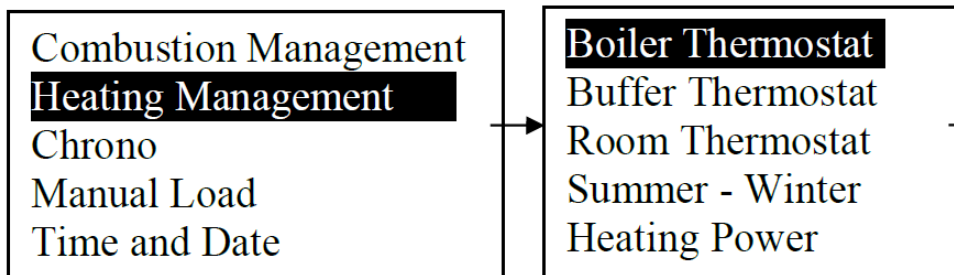 Combustion Management
Heating Management
Chrono
Manual Load
Time and Date
Boiler Thermostat
Buffer Thermostat
Room Thermostat
Summer - Winter
Heating Power